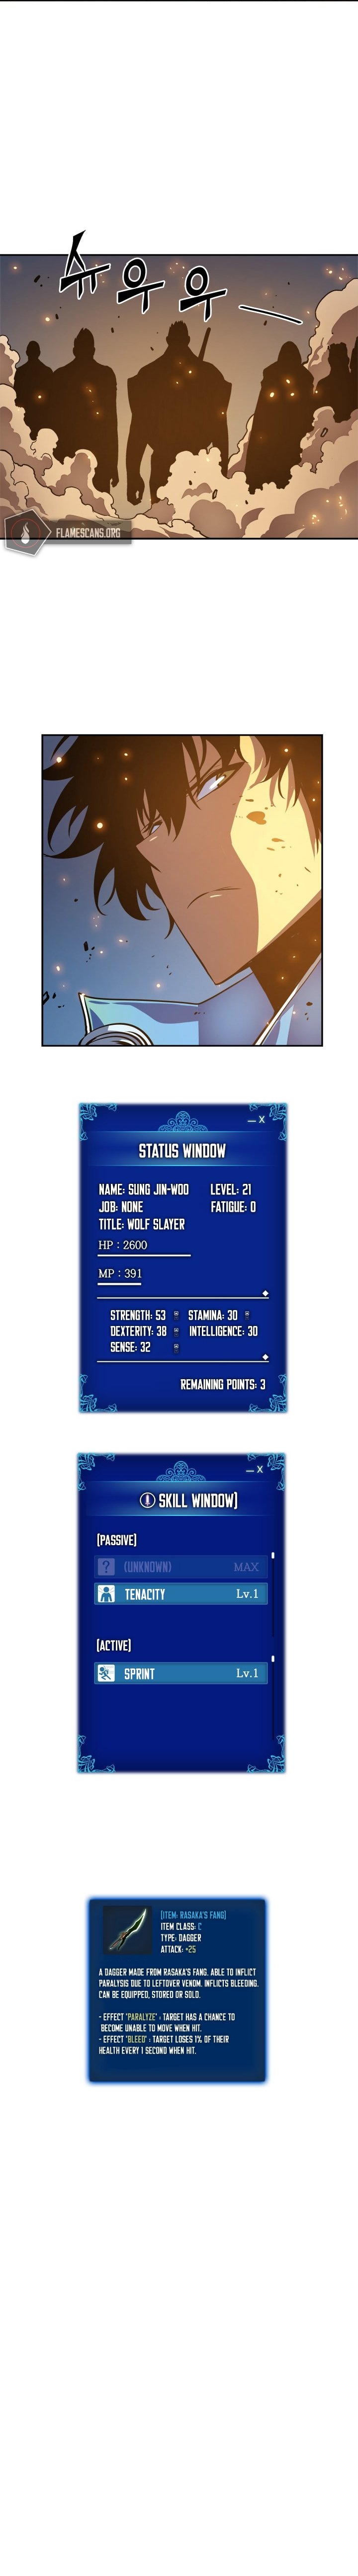 슈우우
FLAMESCANS.ORG
— X
STATUS WINDOW
NAME: SUNG JIN-WOO LEVEL: 21
JOB: NONE FATIGUE: 0
TITLE: WOLF SLAYER
HP : 2600
MP : 391
STRENGTH: 53 STAMINA: 30
DEXTERITY: 38 INTELLIGENCE: 30
SENSE: 32
REMAINING POINTS: 3
— X
! SKILL WINDOW]
[PASSIVE]
? (UNKNOWN) MAX
TENACITY Lv.1
[ACTIVE]
SPRINT Lv.1
[ITEM: RASAKA'S FANG]
ITEM CLASS: C
TYPE: DAGGER
ATTACK: +25
A DAGGER MADE FROM RASAKA'S FANG. ABLE TO INFLICT
PARALYSIS DUE TO LEFTOVER VENOM. INFLICTS BLEEDING.
CAN BE EQUIPPED, STORED OR SOLD.
- EFFECT 'PARALYZE' : TARGET HAS A CHANCE TO
BECOME UNABLE TO MOVE WHEN HIT.
- EFFECT 'BLEED' : TARGET LOSES 1% OF THEIR
HEALTH EVERY 1 SECOND WHEN HIT.